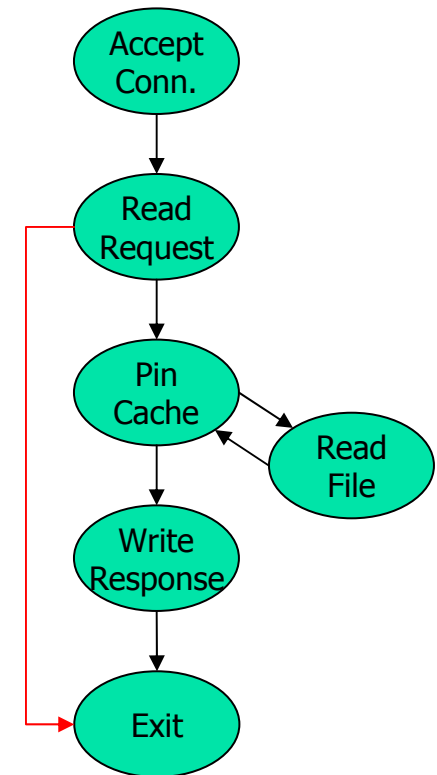 Accept
Conn.
Read
Request
Pin
Cache
Read
File
Write
Response
Exit